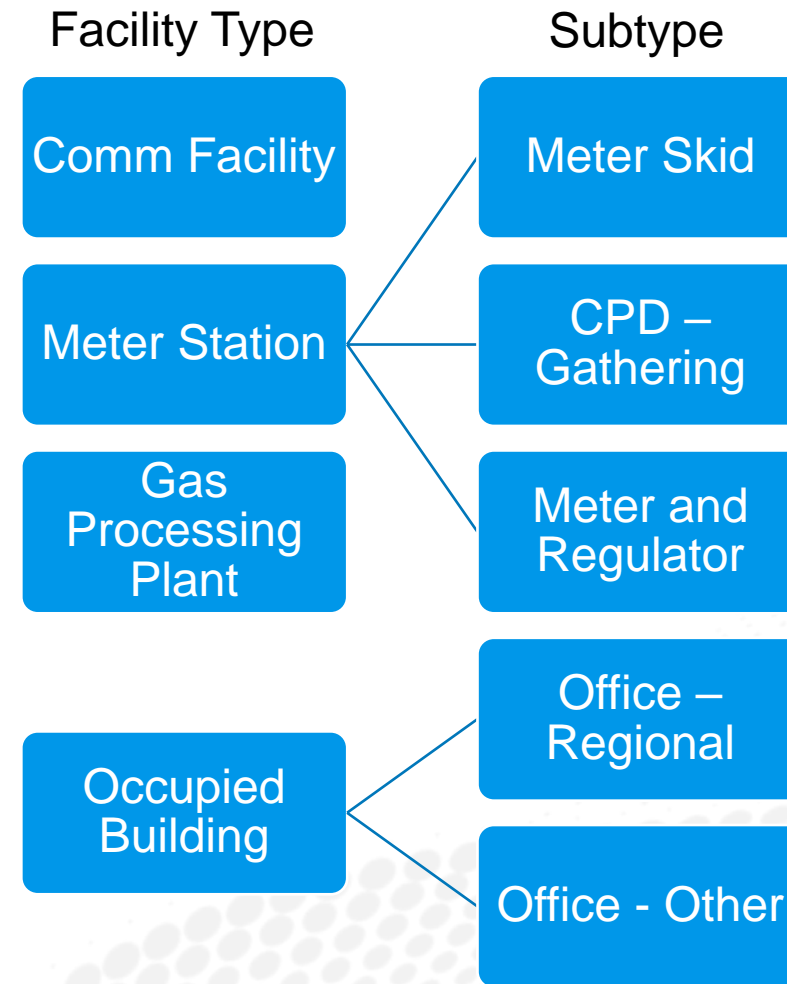 Facility Type
Subtype
Comm Facility
Meter Skid
Meter Station
CPD –
Gathering
Gas
Processing
Plant
Meter and
Regulator
Occupied
Building
Office –
Regional
Office - Other